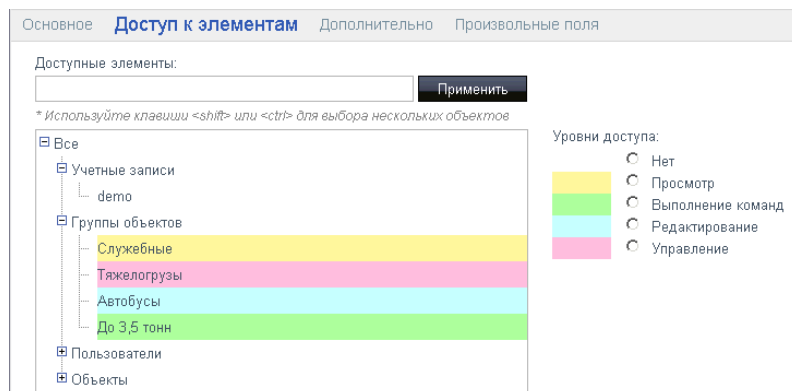 Основное Доступ к элементам Дополнительно Произвольные поля
Доступные элементы:
Применить
* Используйте клавиши <shift> или <ctrl> для выбора нескольких объектов
Все
Учетные записи
demo
Группы объектов
Служебные
Тяжелогрузы
Автобусы
До 3,5 тонн
Пользователи
Объекты
Уровни доступа:
Нет
Просмотр
Выполнение команд
Редактирование
Управление